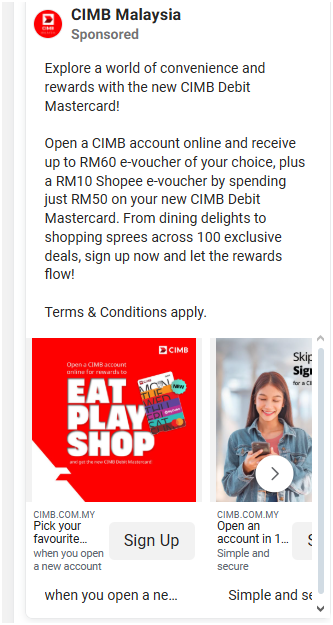 CIMB Malaysia
Sponsored
Explore a world of convenience and
rewards with the new CIMB Debit
Mastercard!
Open a CIMB account online and receive
up to RM60 e-voucher of your choice, plus
a RM10 Shopee e-voucher by spending
just RM50 on your new CIMB Debit
Mastercard. From dining delights to
shopping sprees across 100 exclusive
deals, sign up now and let the rewards
flow!
Terms & Conditions apply.
CIMB
Open a CIMB account
online for rewards to
EAT
PLAY
SHOP
and get the new CIMB Debit Mastercard
NEW
Skip
Sign
for a CI
CIMB.COM.MY
Pick your
favourite...
when you open
a new account
Sign Up
CIMB.COM.MY
Open an
account in 1...
Simple and
secure
S
when you open a ne...
Simple and se